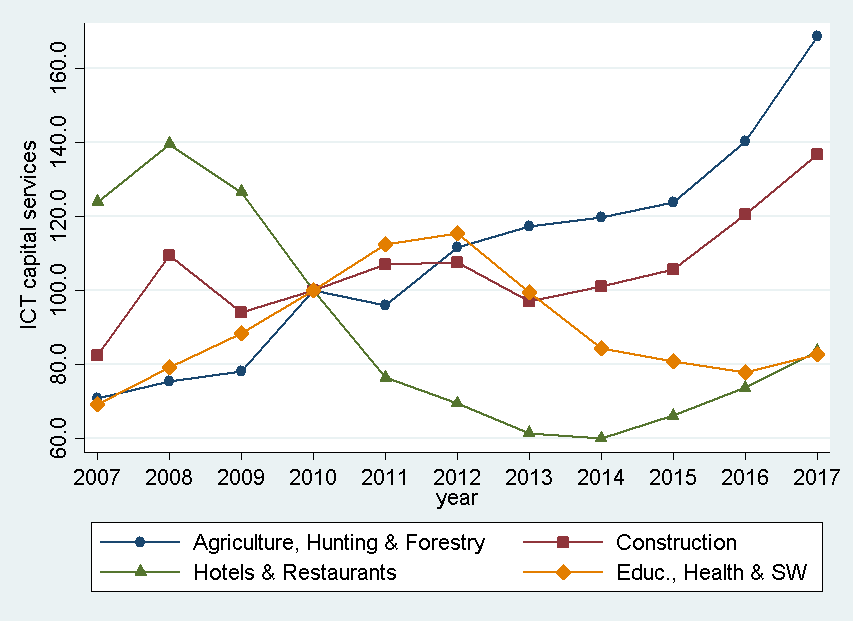 ICT capital services
160.0
140.0
120.0
100.0
80.0
60.0
2007 2008 2009 2010 2011 2012 2013 2014 2015 2016 2017
year
Agriculture, Hunting & Forestry Construction
Hotels & Restaurants Educ., Health & SW